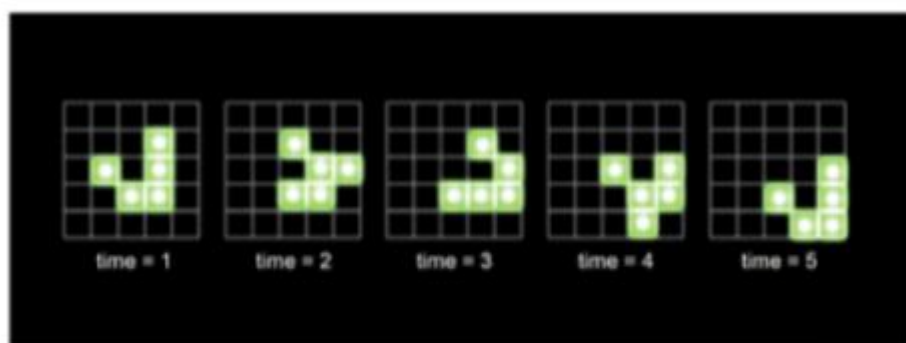 time = 1
time = 2
time = 3
time = 4
time = 5